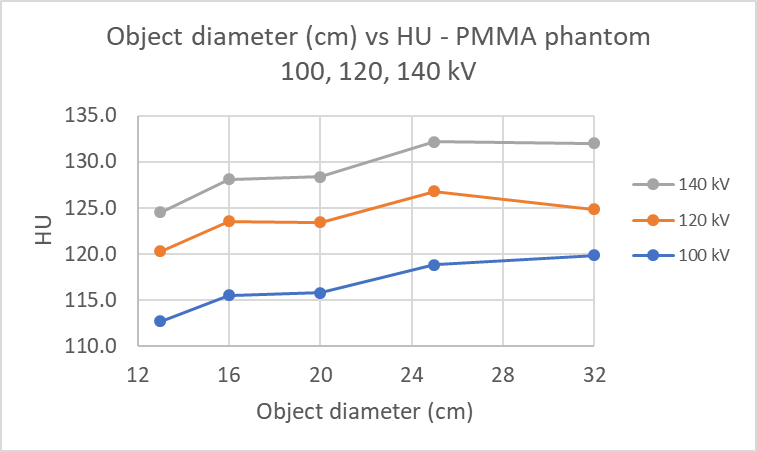 Object diameter (cm) vs HU - PMMA phantom
100, 120, 140 kV
135.0
130.0
125.0
120.0
115.0
110.0
HU
12 16 20 24 28 32
Object diameter (cm)
140 kV
120 kV
100 kV